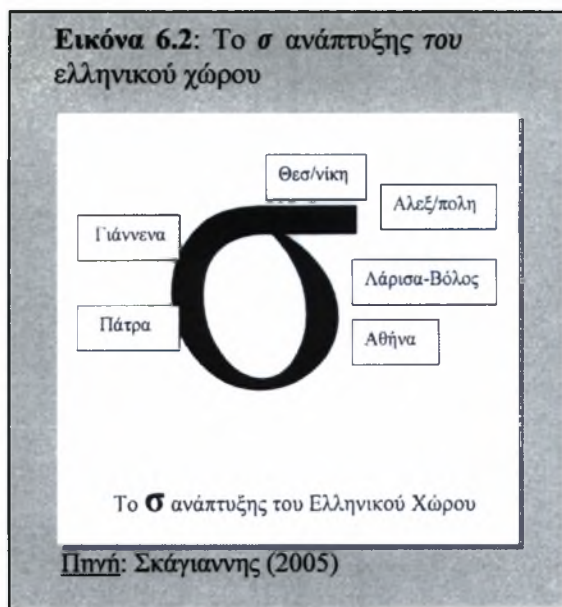 Εικόνα 6.2: Το σ ανάπτυξης του
ελληνικού χώρου
Θεσ/νίκη
Αλεξ/πολη
Γιάννενα
Λάρισα-Βόλος
Πάτρα
Αθήνα
σ
Το σ ανάπτυξης του Ελληνικού Χώρου
Πηγή: Σκάγιαννης (2005)